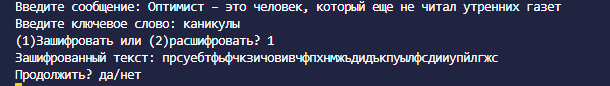 Введите сообщение: Оптимист – это человек, который еще не читал утренних газет
Введите ключевое слово: каникулы
(1)Зашифровать или (2)расшифровать? 1
Зашифрованный текст: прсуебтфьфчкзичовивчфпхнмжъдидъкпуылфсдииупйлгжс
Продолжить? да/нет